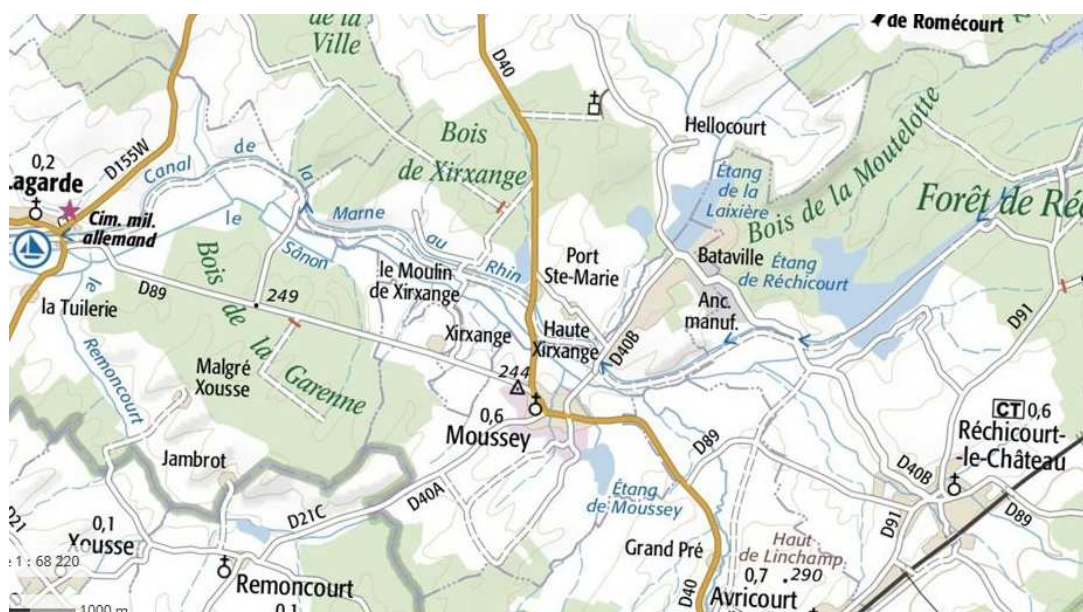 de la
Ville
D40
de Romécourt
Hellocourt
Bois
de Xirxange
Étang
de la
Laixière
Bois de la Moutelotte
Forêt de Réc
0,2
Lagarde
D155W
Canal
de
la
Marne
au
Rhin
Cim. mil.
allemand
le
Sânon
Port
Ste-Marie
Bataville
Étang
de Réchicourt
Anc.
manuf.
le Moulin
de Xirxange
D89
249
Bois
de
la
Garenne
la Tuilerie
le
Remoncourt
Xirxange
Haute
Xirxange
D40B
D91
Malgré
Xousse
244
0,6
Moussey
CT 0,6
Réchicourt-
-le-Château
Jambrot
D40A
D21C
D89
D40B
D91
D89
Étang
de Moussey
D21
0,1
Xousse
Grand Pré
Haut
de Linchamp
0,7
.290
D40
Avricourt
Remoncourt
0,1
e 1 : 68 220
1000 m